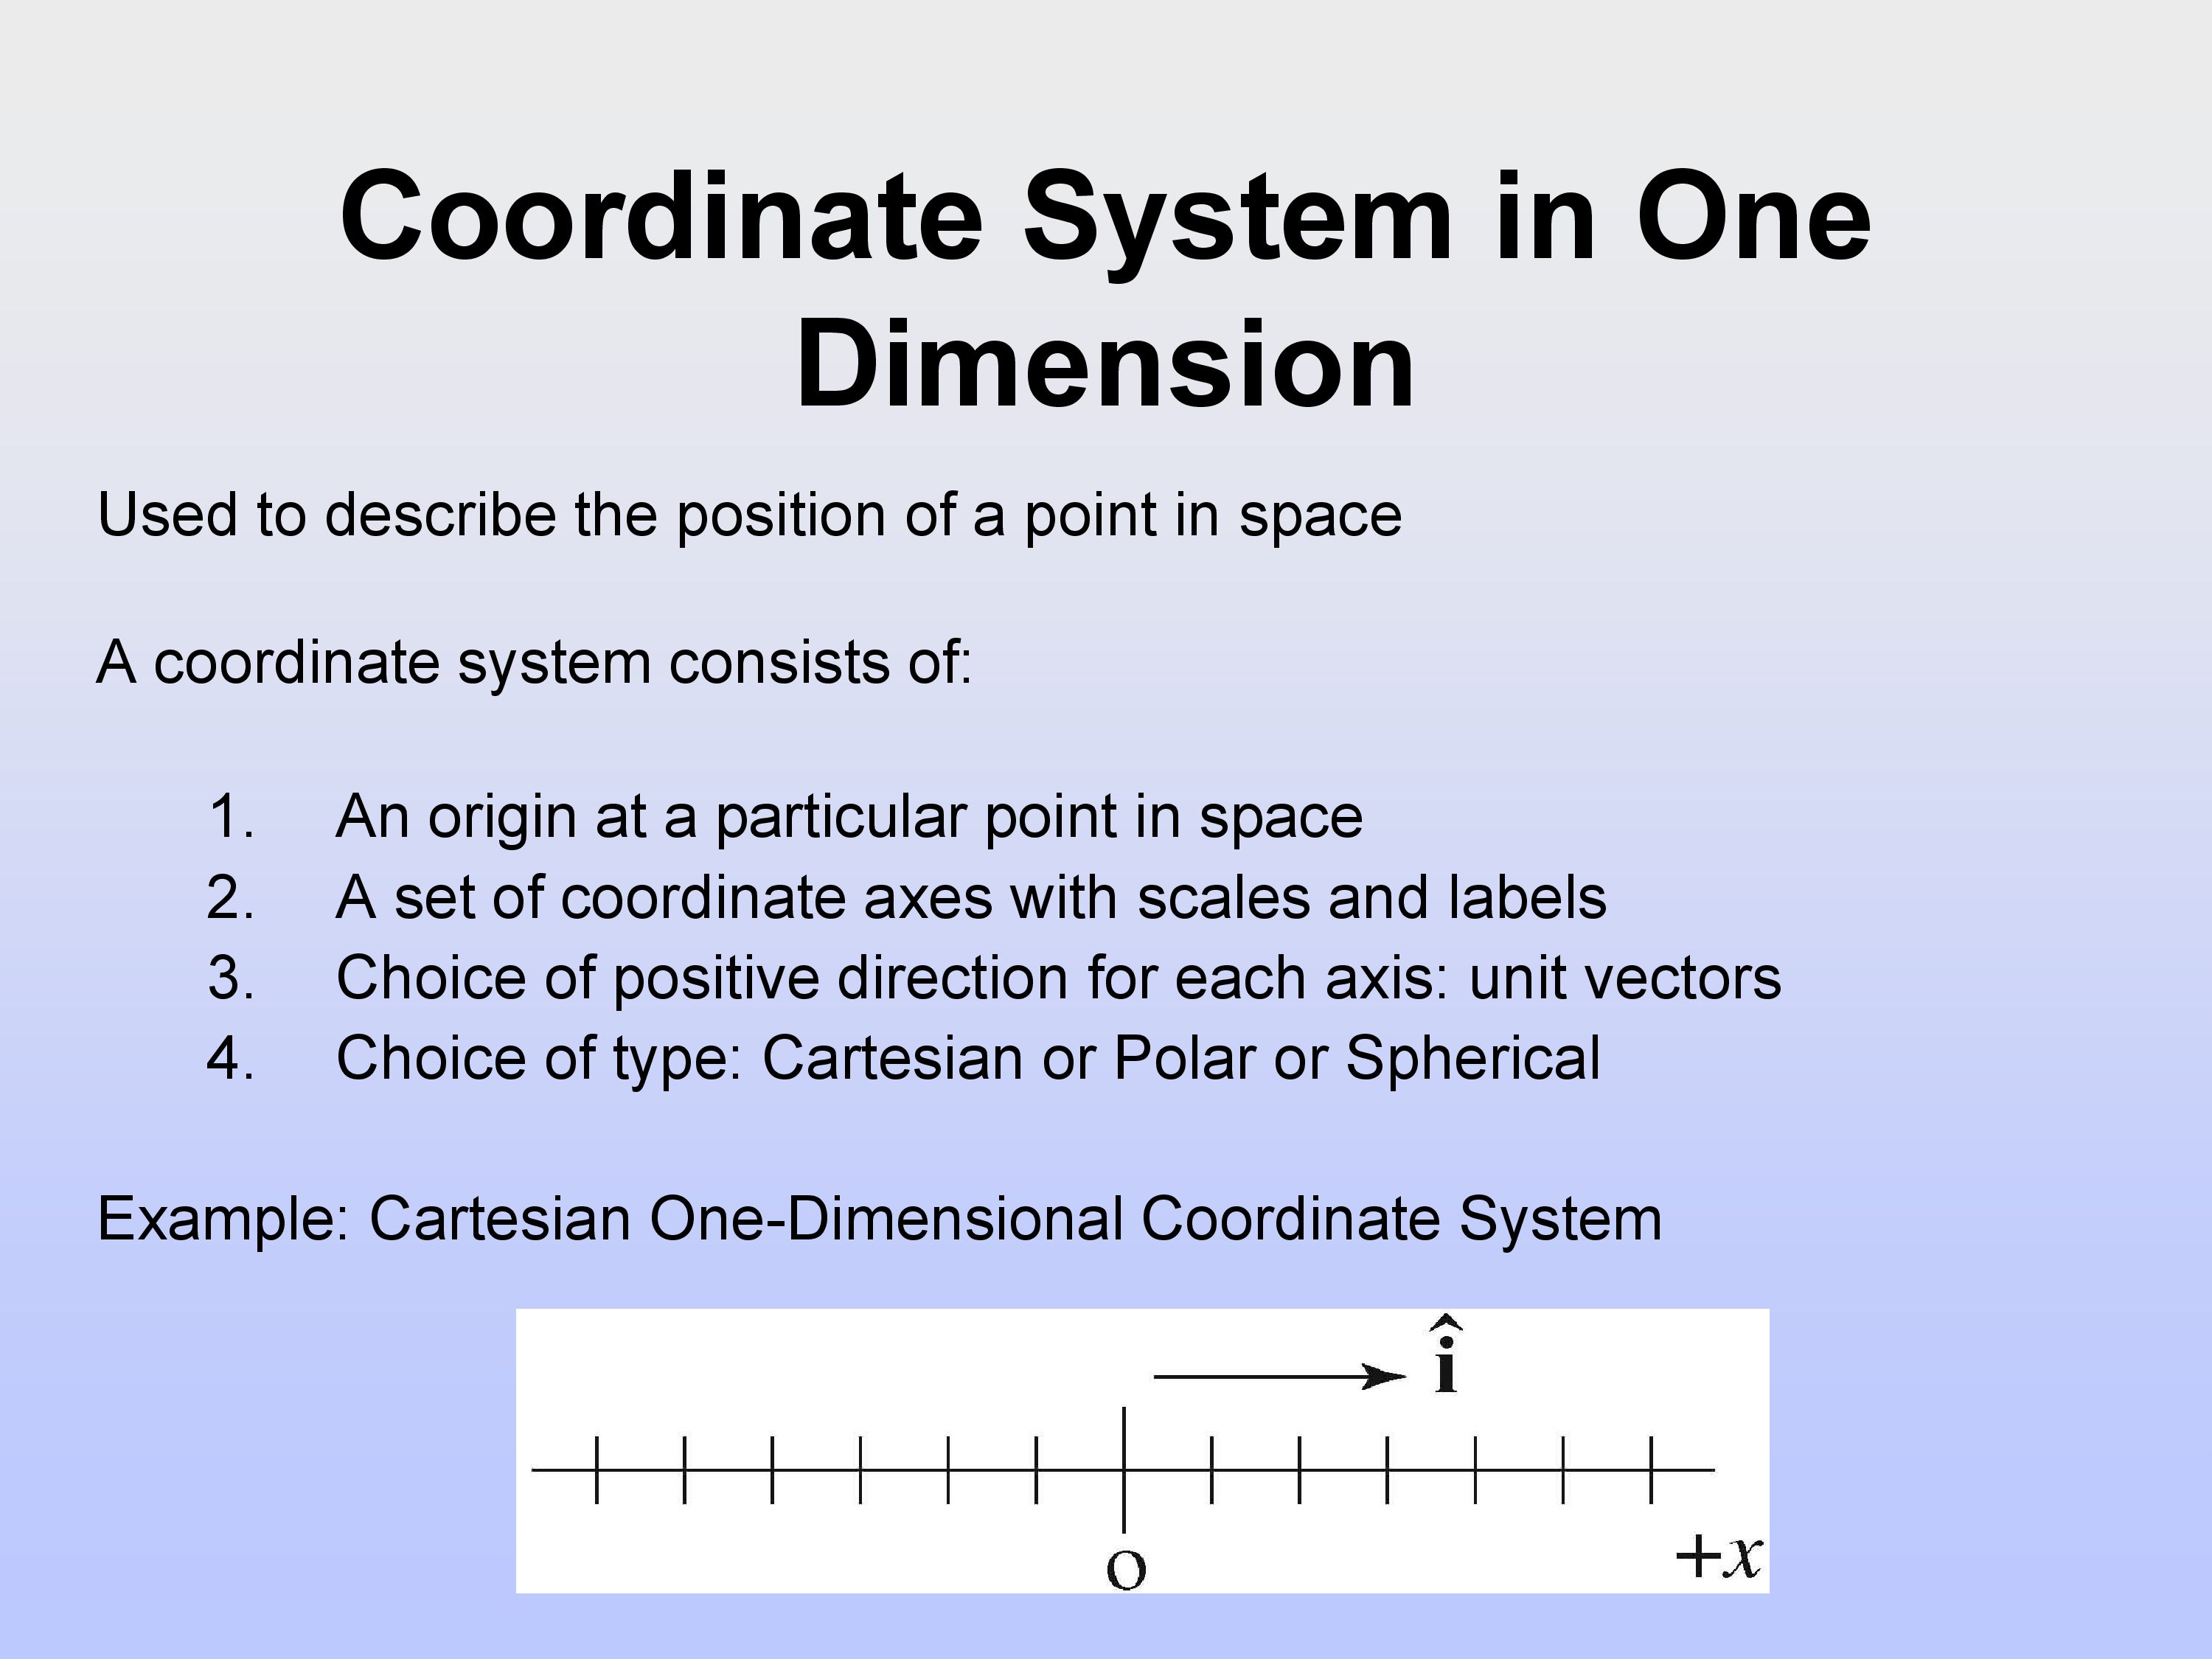 Coordinate System in One
Dimension
Used to describe the position of a point in space
A coordinate system consists of:
1. An origin at a particular point in space
2. A set of coordinate axes with scales and labels
3. Choice of positive direction for each axis: unit vectors
4. Choice of type: Cartesian or Polar or Spherical
Example: Cartesian One-Dimensional Coordinate System
î
O
+x